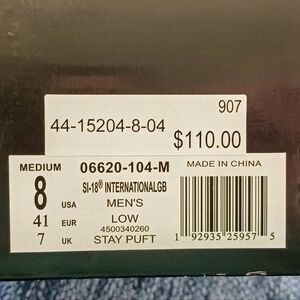 907
44-15204-8-04
$110.00
MEDIUM 06620-104-M MADE IN CHINA
8 USA SI-18® INTERNATIONALGB
MEN'S
41 EUR LOW
4500340260
7 UK STAY PUFT 1 92935 25957 5